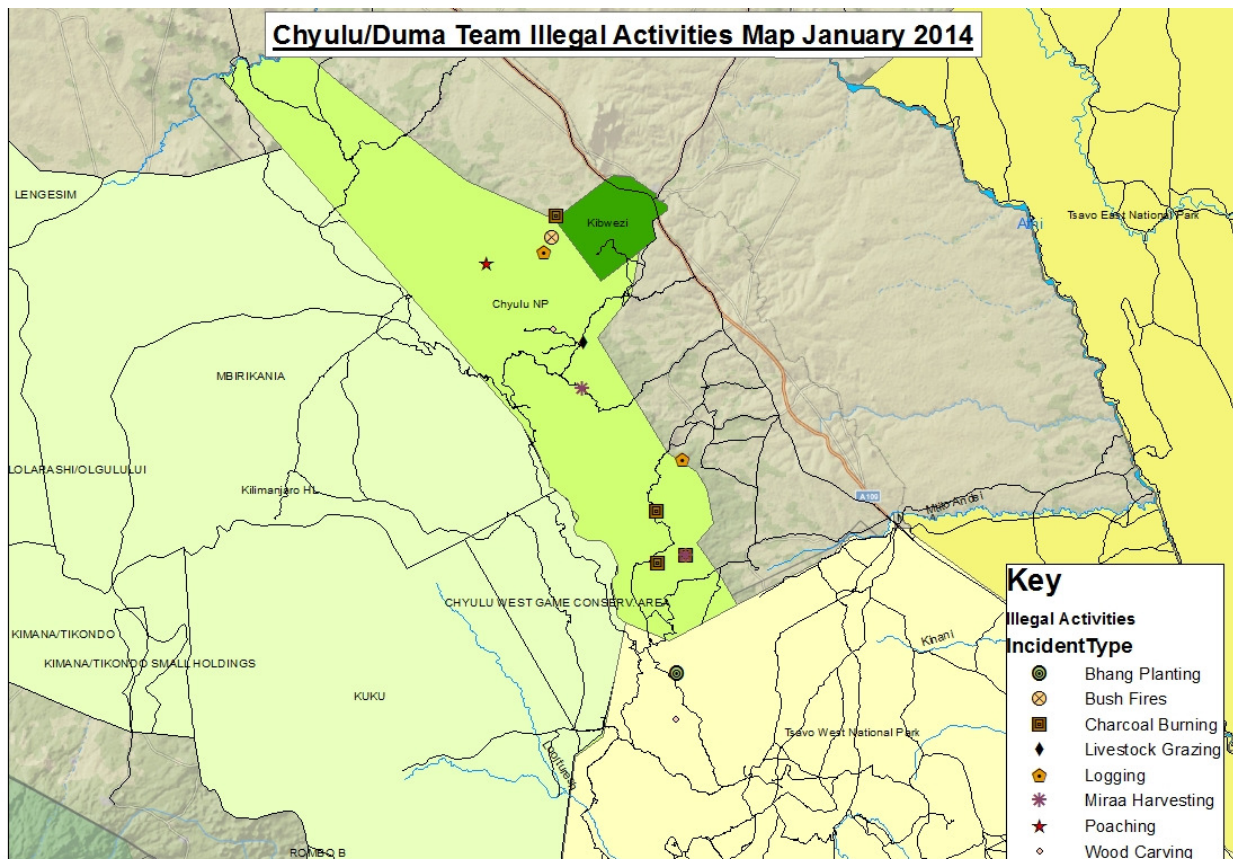 Chyulu/Duma Team Illegal Activities Map January 2014
LENGESIM
Kibwezi
Tsavo East National Park
Athi
Chyulu NP
MBIRIKANIA
LOLARASHI/OLGULULUI
Kilimanjaro HL
A109
Mtito Andei
CHYULU WEST GAME CONSERV.AREA
KIMANA/TIKONDO
KIMANA/TIKONDO SMALL HOLDINGS
KUKU
Kinani
Tsavo West National Park
Loolturesh
ROMBO B
Key
Illegal Activities
IncidentType
Bhang Planting
Bush Fires
Charcoal Burning
Livestock Grazing
Logging
Miraa Harvesting
Poaching
Wood Carving